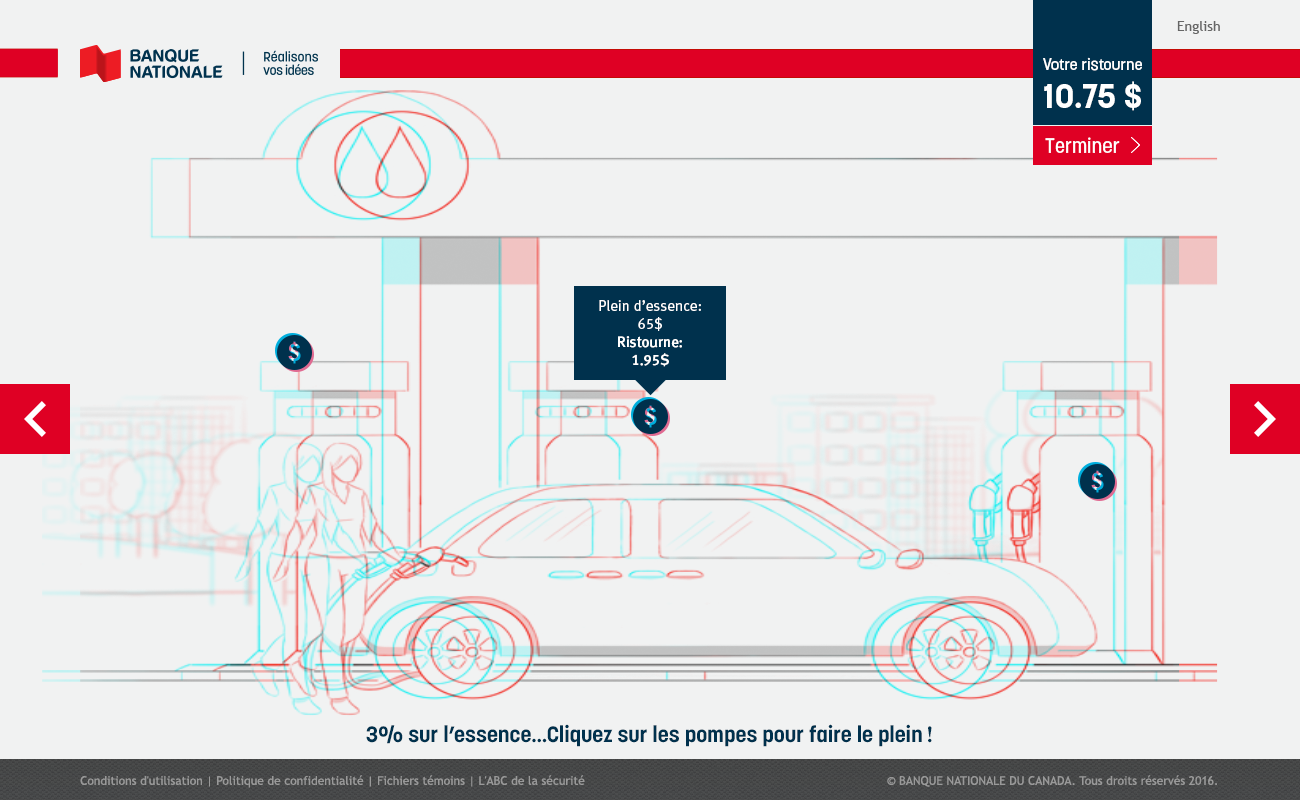 English
BANQUE
NATIONALE
Réalisons
vos idées
Votre ristourne
10.75 $
Terminer
Plein d'essence:
65$
Ristourne:
1.95$
$
$
$
3% sur l'essence...Cliquez sur les pompes pour faire le plein !
Conditions d'utilisation | Politique de confidentialité | Fichiers témoins | L'ABC de la sécurité
© BANQUE NATIONALE DU CANADA. Tous droits réservés 2016.